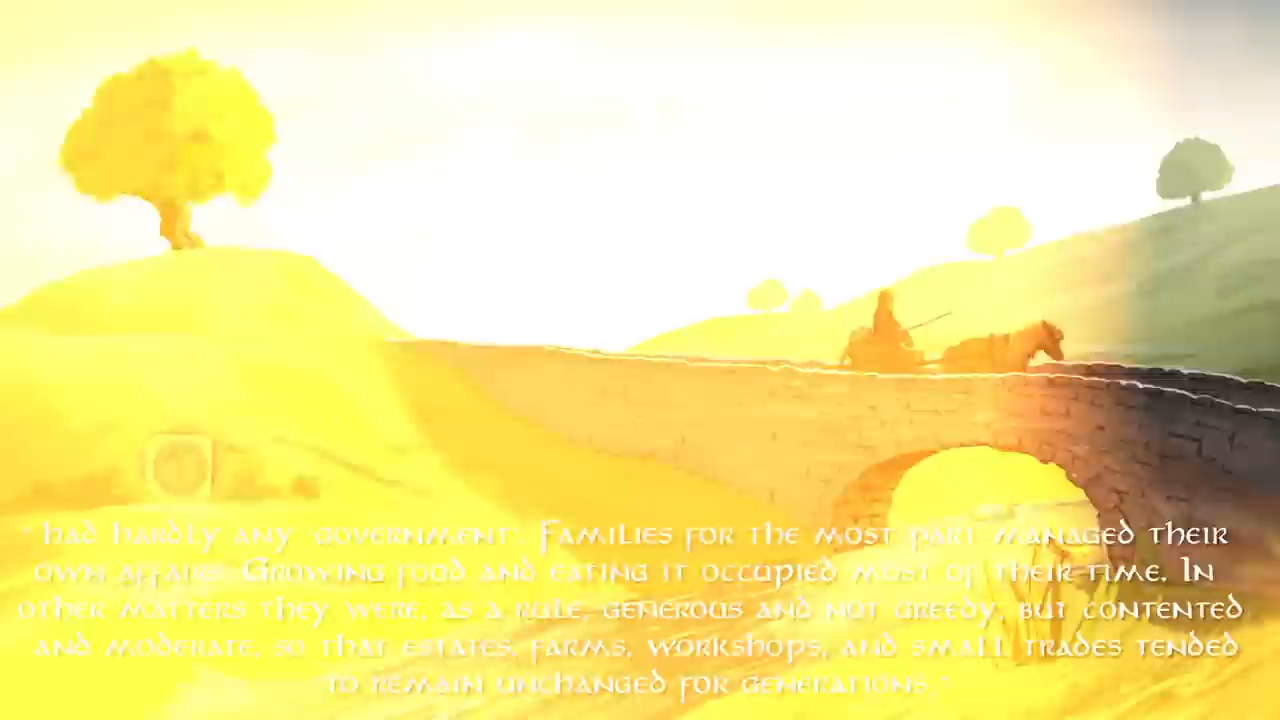 " had hardly any 'government'. Families for the most part managed their
own affairs. Growing food and eating it occupied most of their time. In
other matters they were, as a rule, generous and not greedy, but contented
and moderate, so that estates, farms, workshops, and small trades tended
to remain unchanged for generations."